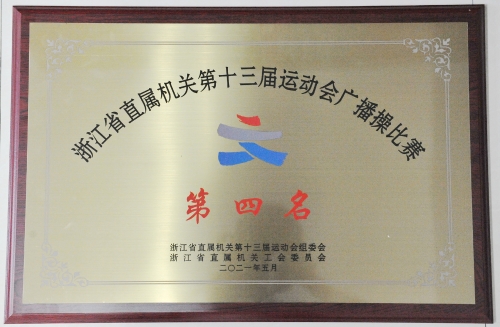 浙江省直属机关第十三届运动会广播操比赛
第四名
浙江省直属机关第十三届运动会组委会
浙江省直属机关工会委员会
二〇二一年五月